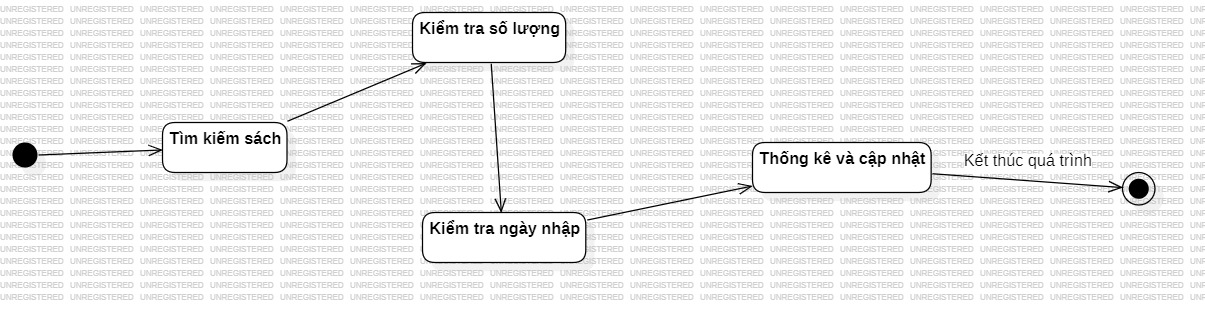 Kiểm tra số lượng
Tìm kiếm sách
Thống kê và cập nhật
Kết thúc quá trình
Kiểm tra ngày nhập
UNREGISTERED